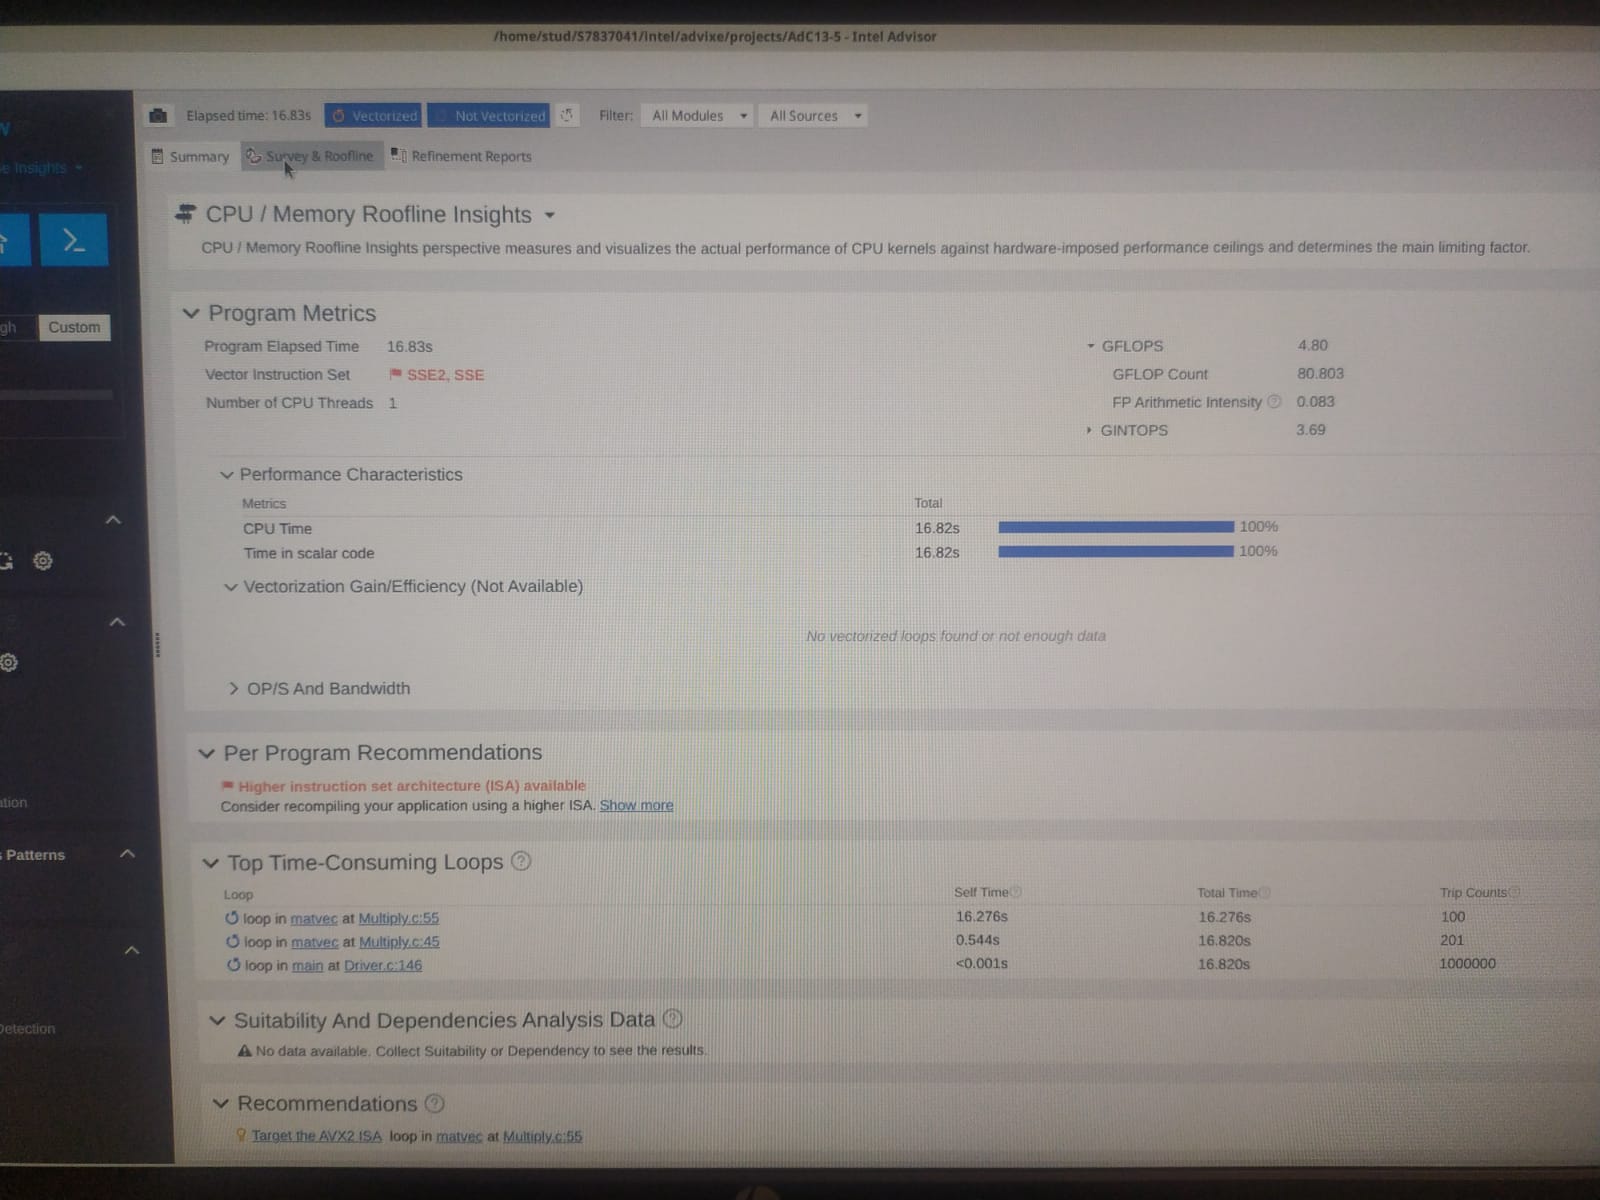 /home/stud/S7837041/intel/advixe/projects/AdC13-5 - Intel Advisor
Elapsed time: 16.83s Vectorized Not Vectorized Filter: All Modules All Sources
Summary Survey & Roofline Refinement Reports
e Insights
CPU / Memory Roofline Insights
CPU / Memory Roofline Insights perspective measures and visualizes the actual performance of CPU kernels against hardware-imposed performance ceilings and determines the main limiting factor.
gh Custom
Program Metrics
Program Elapsed Time 16.83s
Vector Instruction Set SSE2, SSE
Number of CPU Threads 1
GFLOPS 4.80
GFLOP Count 80.803
FP Arithmetic Intensity 0.083
GINTOPS 3.69
Performance Characteristics
Metrics Total
CPU Time 16.82s 100%
Time in scalar code 16.82s 100%
Vectorization Gain/Efficiency (Not Available)
No vectorized loops found or not enough data
OP/S And Bandwidth
Per Program Recommendations
Higher instruction set architecture (ISA) available
Consider recompiling your application using a higher ISA. Show more
ation
s Patterns
Detection
Top Time-Consuming Loops
Loop Self Time Total Time Trip Counts
loop in matvec at Multiply.c:55 16.276s 16.276s 100
loop in matvec at Multiply.c:45 0.544s 16.820s 201
loop in main at Driver.c:146 <0.001s 16.820s 1000000
Suitability And Dependencies Analysis Data
No data available. Collect Suitability or Dependency to see the results.
Recommendations
Target the AVX2 ISA loop in matvec at Multiply.c:55